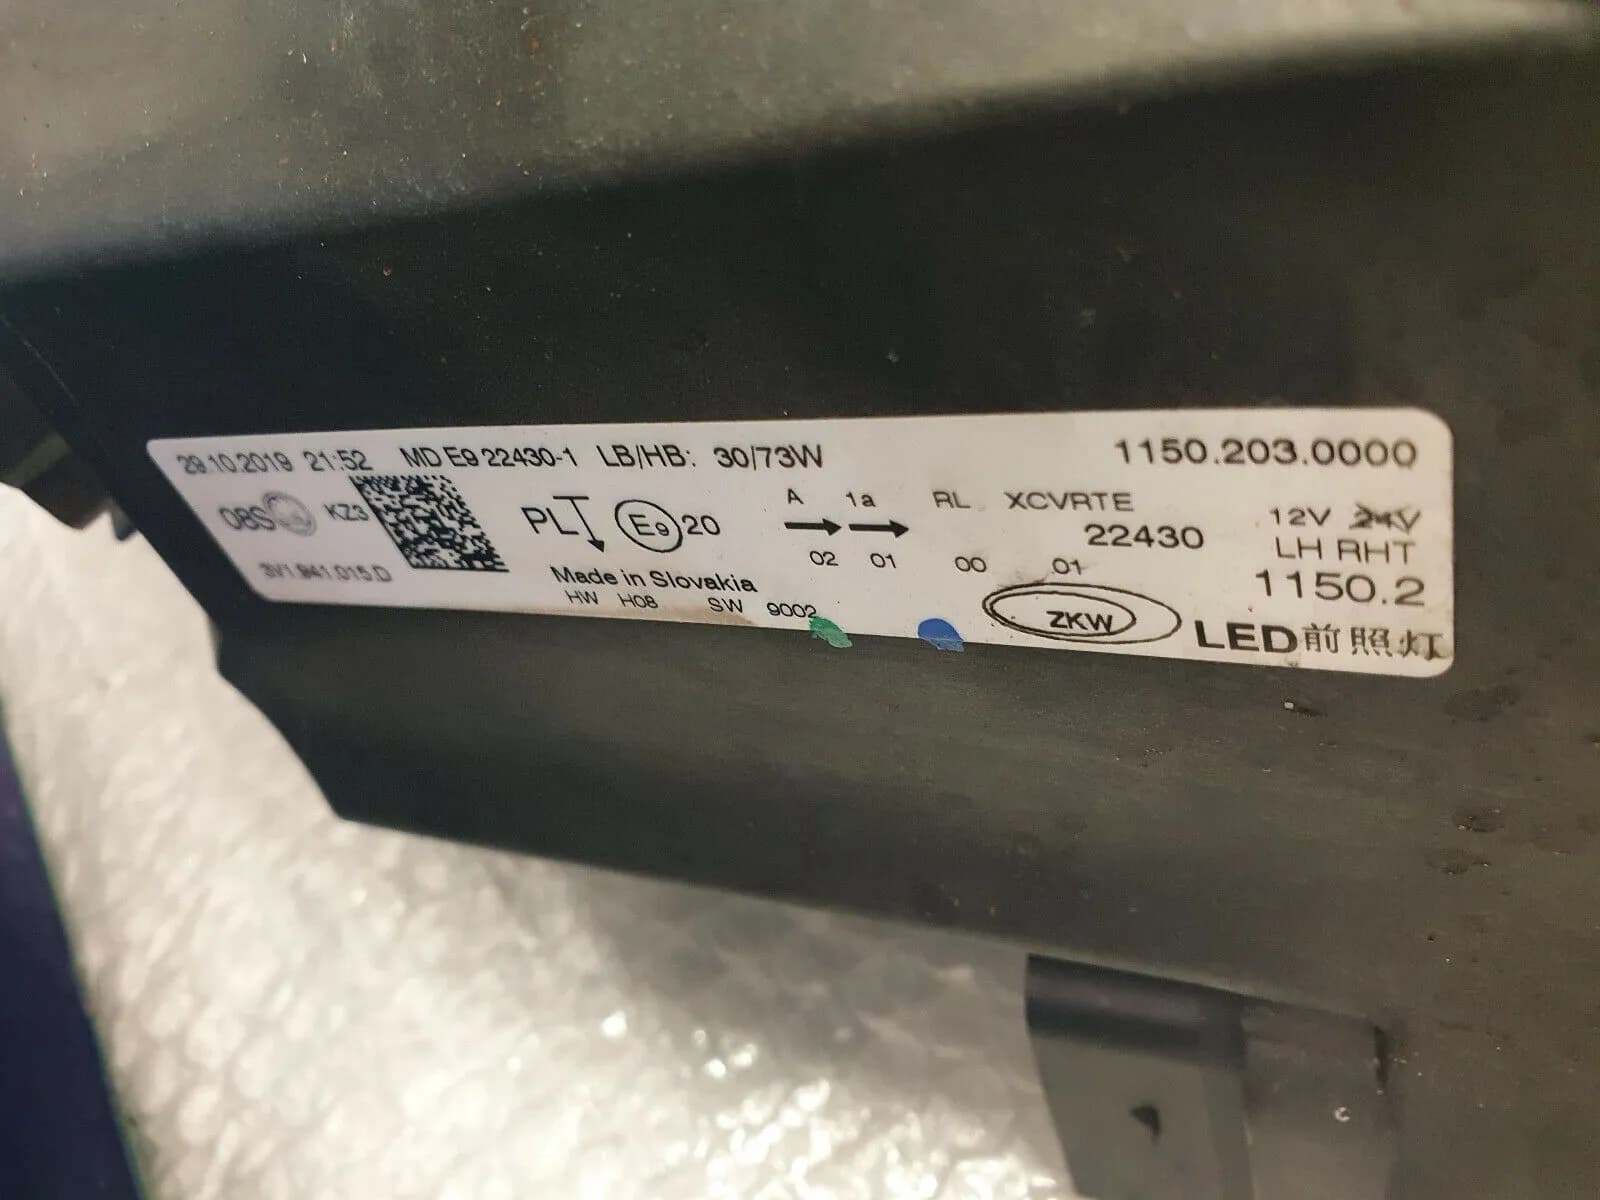 29.10.2019 21:52 MD E9 22430-1 LB/HB: 30/73W 1150.203.0000
08S KZ3 PL E9 20 A 1a RL XCVRTE 12V 24V
22430 LH RHT
02 01 00 01
3V1.941.015 D Made in Slovakia 1150.2
HW H08 SW 9002 ZKW LED前照灯